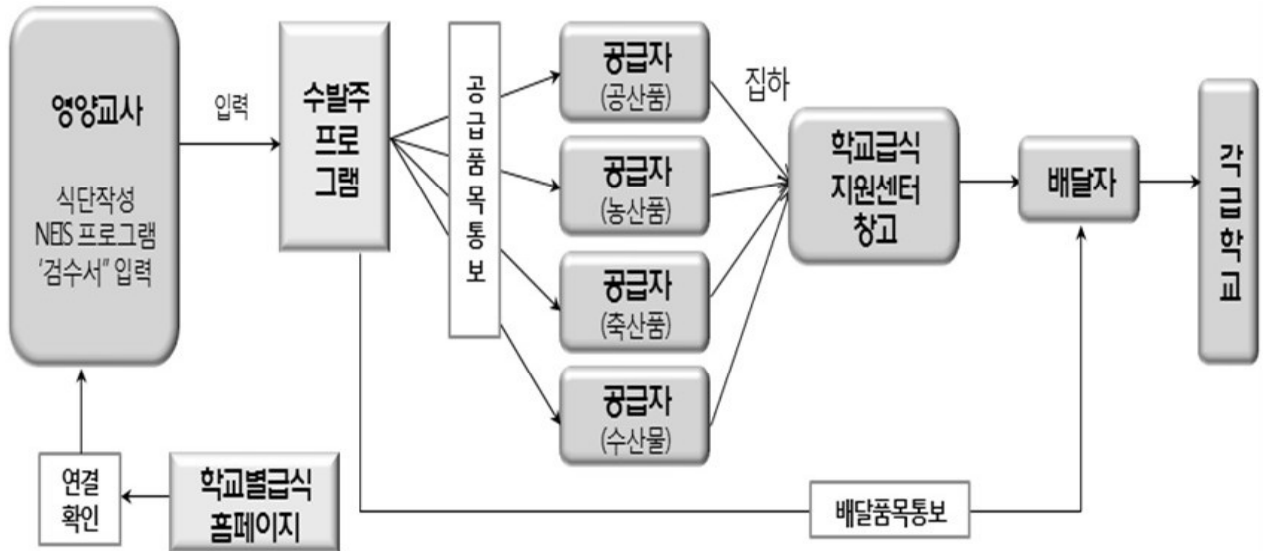 영양교사
식단작성
NEIS 프로그램
'검수서" 입력
입력
수발주
프로
그램
공
급
품
목
통
보
공급자
(공산품)
공급자
(농산품)
공급자
(축산품)
공급자
(수산물)
집하
학교급식
지원센터
창고
배달자
각
급
학
교
연결
확인
학교별급식
홈페이지
배달품목통보